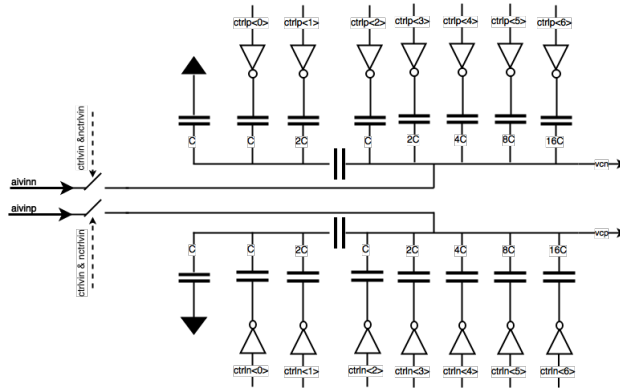 ctrlp<0> ctrlp<1> ctrlp<2> ctrlp<3> ctrlp<4> ctrlp<5> ctrlp<6>
C C 2C C 2C 4C 8C 16C
ctrlvin &nctrlvin
vcn
aivinn
aivinp
vcp
ctrlvin & nctrlvin
C C 2C C 2C 4C 8C 16C
ctrln<0> ctrln<1> ctrln<2> ctrln<3> ctrln<4> ctrln<5> ctrln<6>